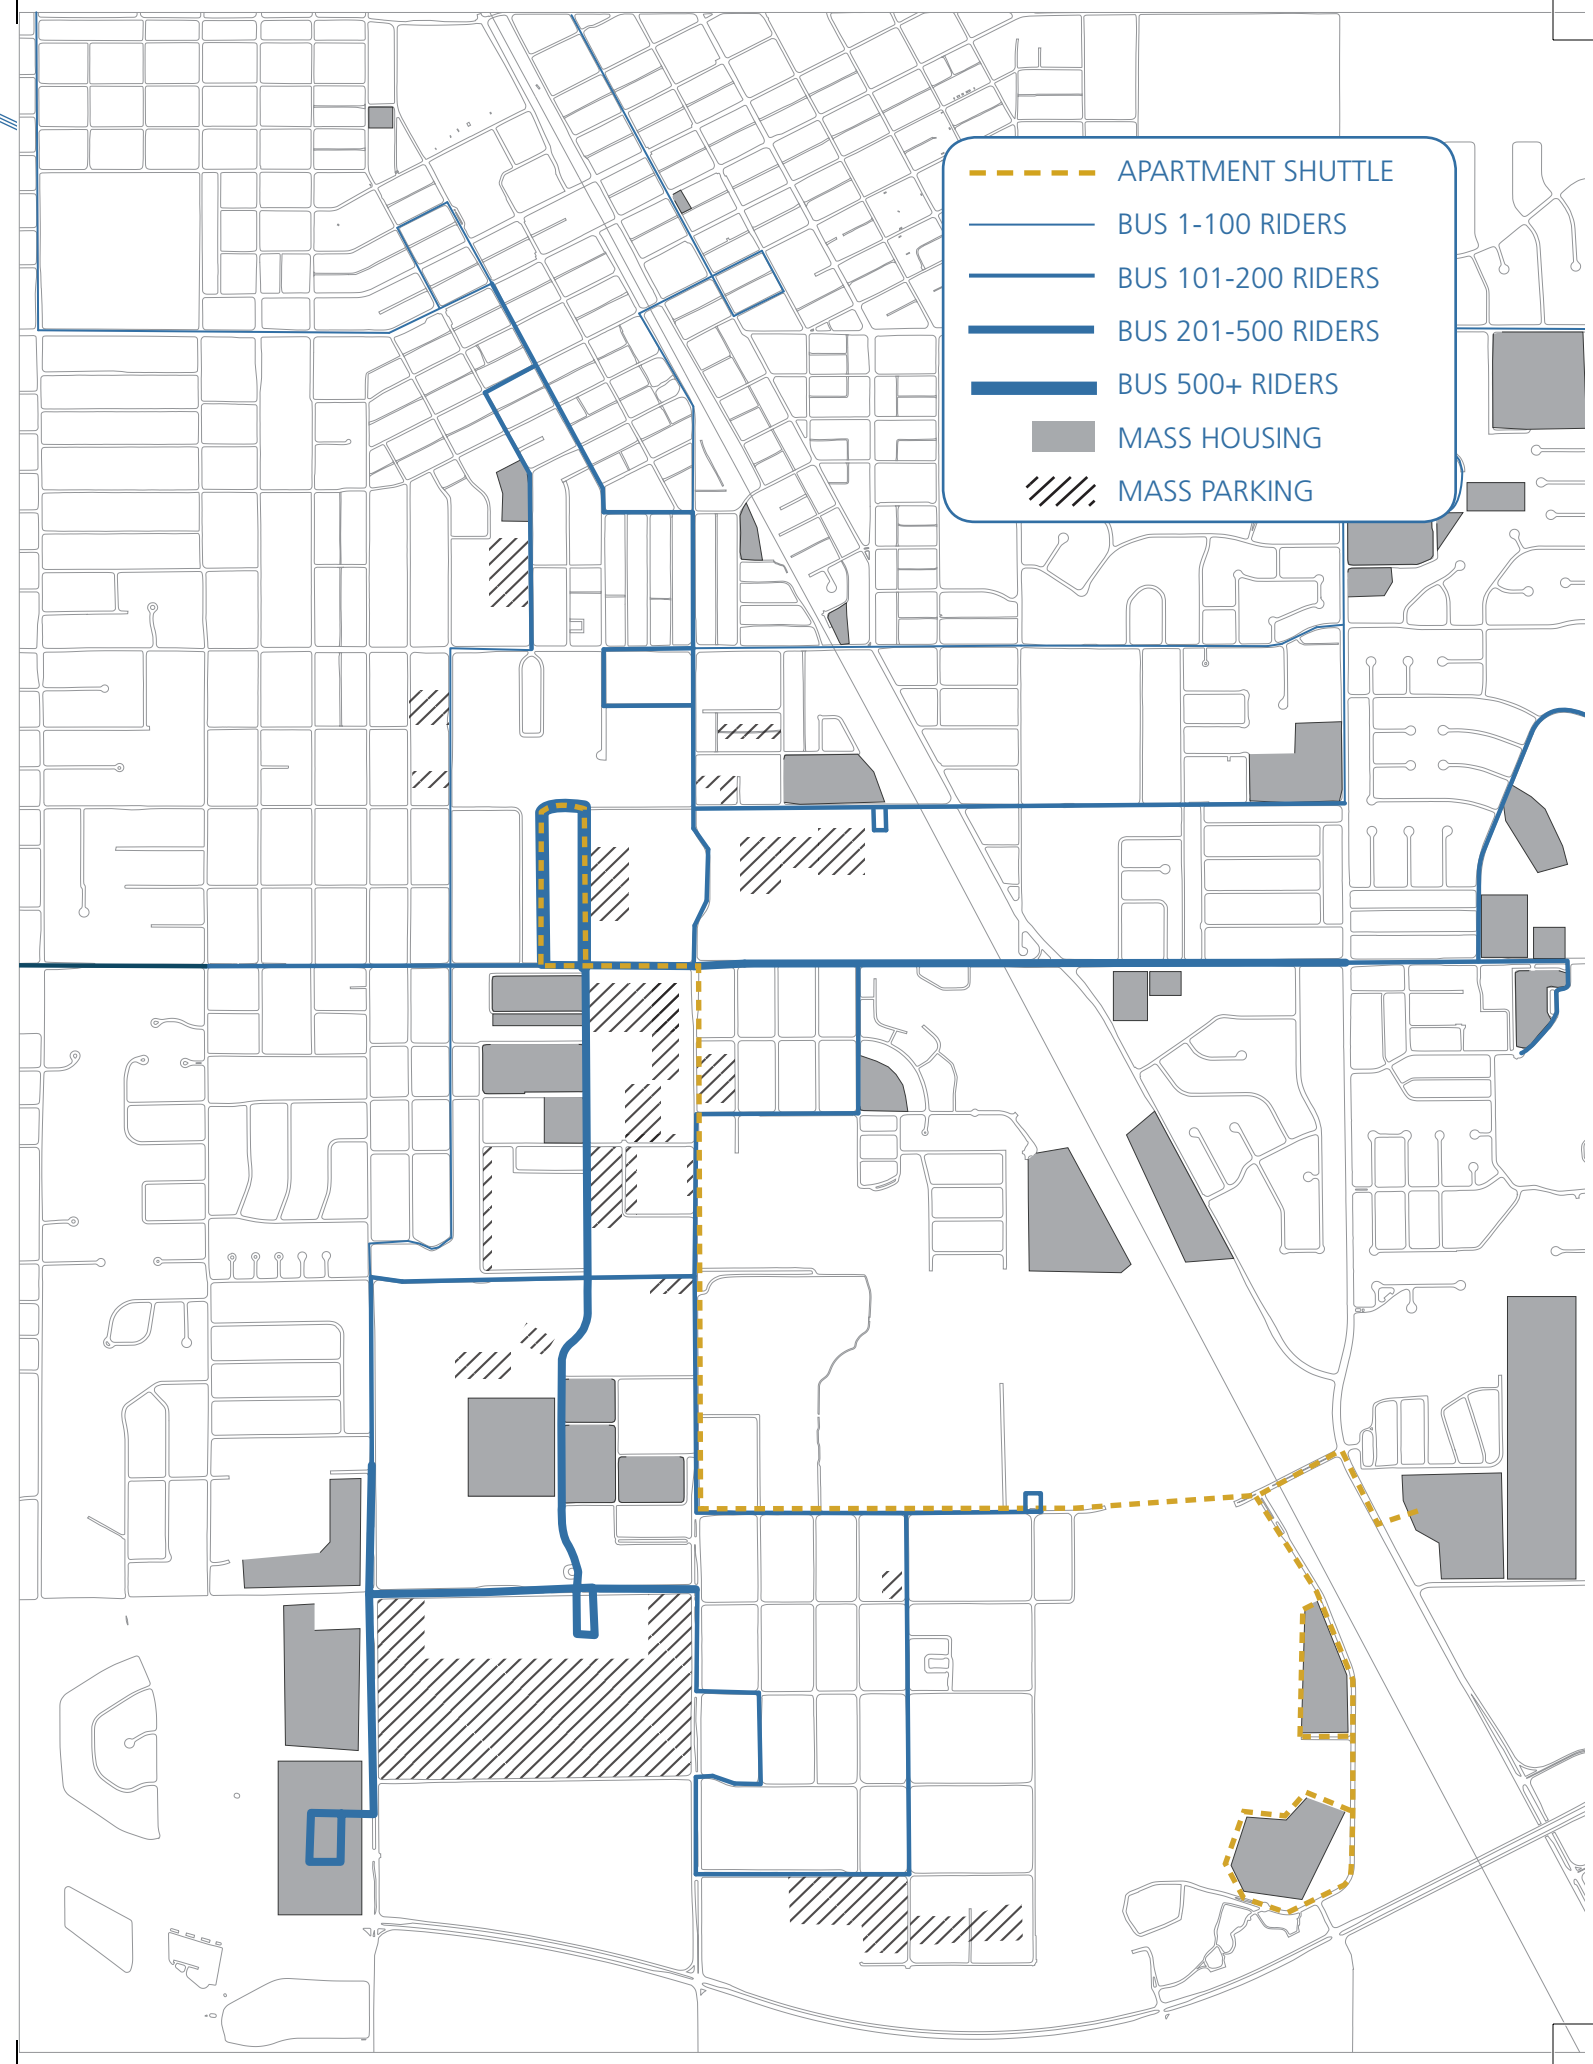 APARTMENT SHUTTLE
BUS 1-100 RIDERS
BUS 101-200 RIDERS
BUS 201-500 RIDERS
BUS 500+ RIDERS
MASS HOUSING
MASS PARKING